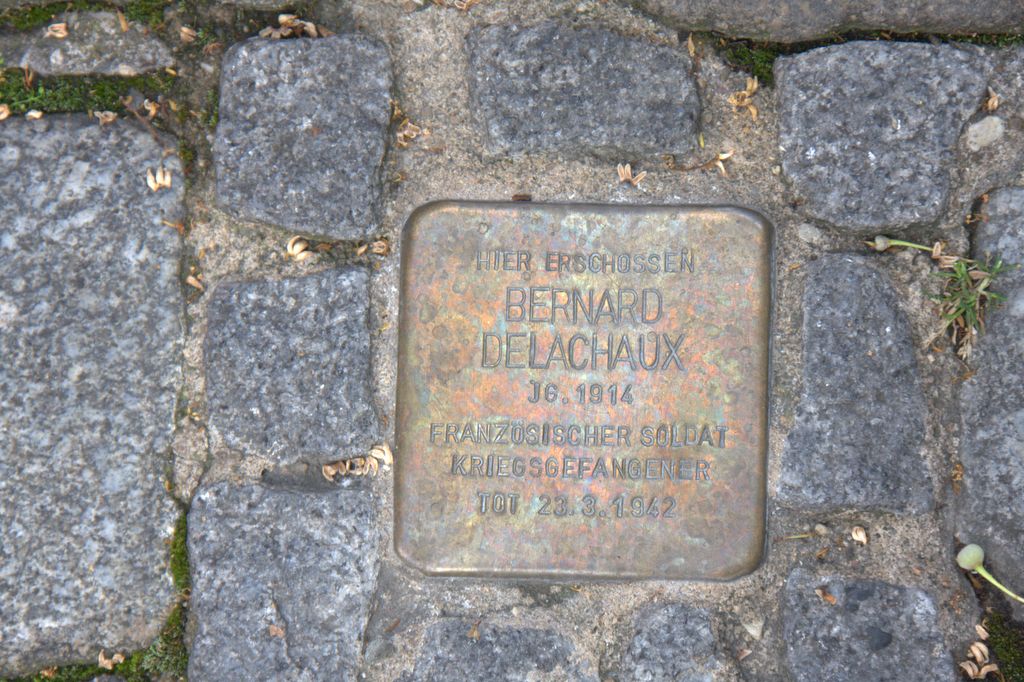 HIER ERSCHOSSEN
BERNARD
DELACHAUX
JG. 1914
FRANZÖSISCHER SOLDAT
KRIEGSGEFANGENER
TOT 23.3.1942